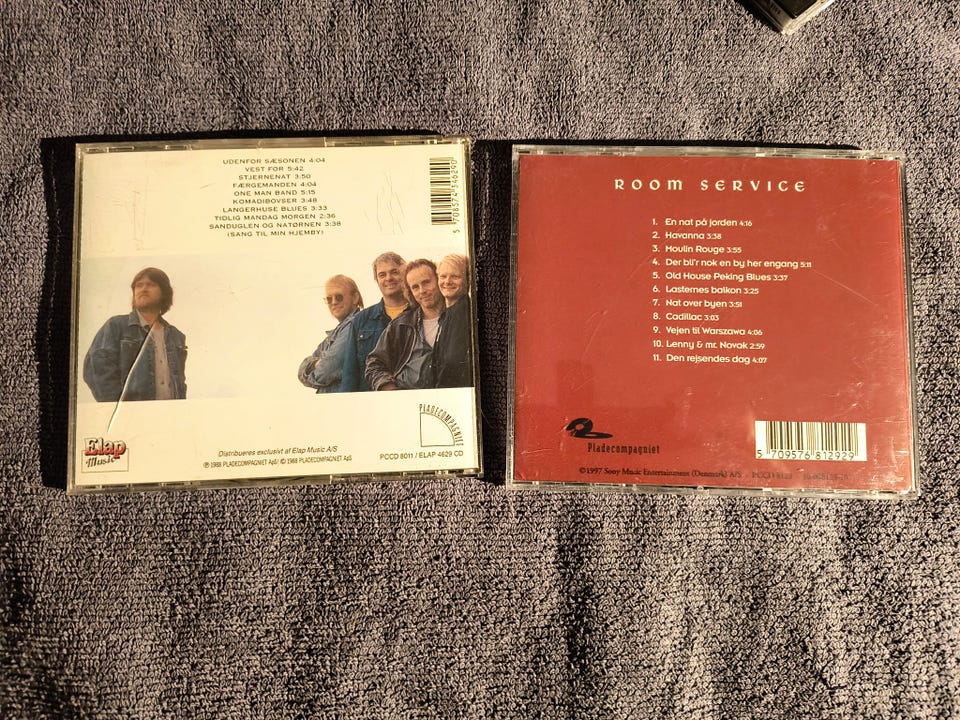 UDENFOR SÆSONEN 4:04
VEST FOR 5:42
STJERNENAT 3:50
FÆRGEMANDEN 4:04
ONE MAN BAND 5:15
KOMADIBOVSER 3:48
LANGERHUSE BLUES 3:33
TIDLIG MANDAG MORGEN 2:36
SANDUGLEN OG NATØRNEN 3:38
(SANG TIL MIN HJEMBY)
5 708574 346290
Elap
Music
Distribueres exclusivt af Elap Music A/S
℗ 1988 PLADECOMPAGNIET ApS/ © 1988 PLADECOMPAGNIET ApS
PLADECOMPAGNIET
PCCD 8011 / ELAP 4629 CD
ROOM SERVICE
1. En nat på jorden 4:16
2. Havanna 3:38
3. Moulin Rouge 3:55
4. Der bli'r nok en by her engang 5:11
5. Old House Peking Blues 3:37
6. Lasternes balkon 3:25
7. Nat over byen 3:51
8. Cadillac 3:03
9. Vejen til Warszawa 4:06
10. Lenny & mr. Novak 2:59
11. Den rejsendes dag 4:07
Pladecompagniet
5 709576 812929
©1997 Sony Music Entertainment (Denmark) A/S